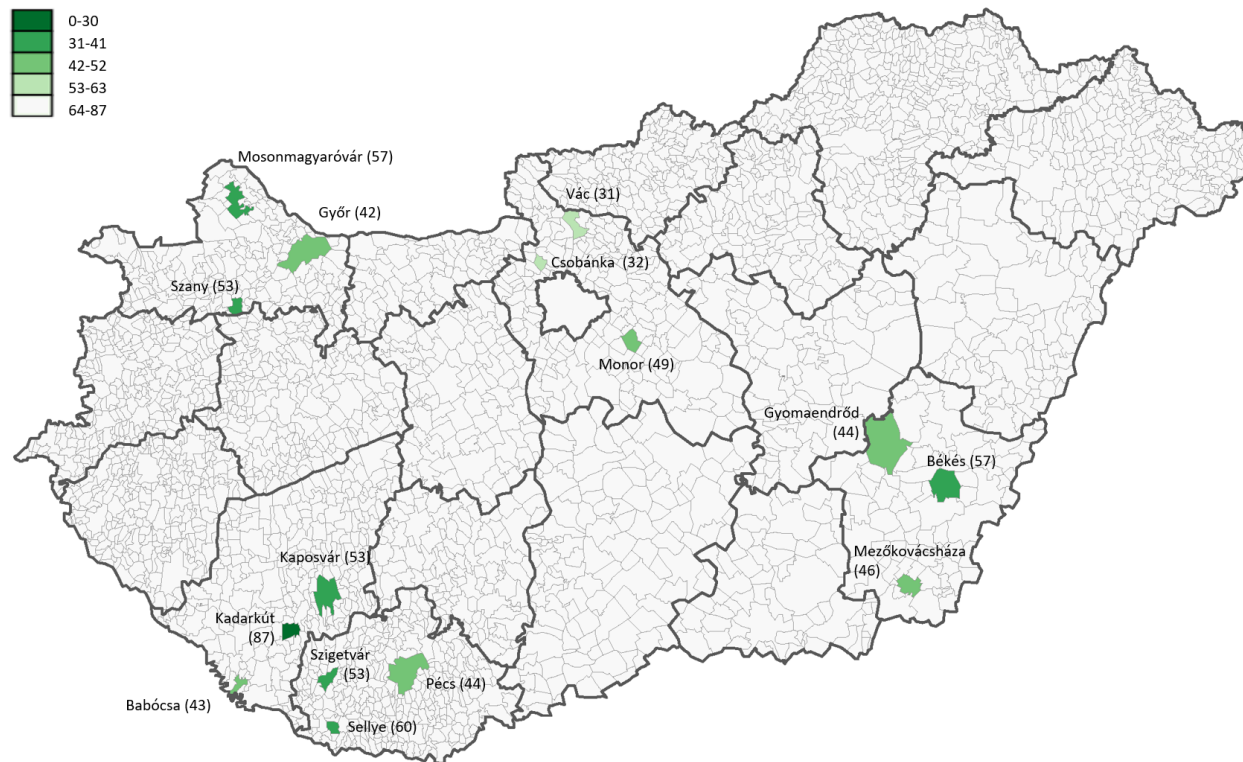 0-30
31-41
42-52
53-63
64-87
Mosonmagyaróvár (57)
Vác (31)
Győr (42)
Csobánka  (32)
Szany (53)
Monor (49)
Gyomaendrőd
(44)
Békés (57)
Mezőkovácsháza
(46)
Kaposvár (53)
Kadarkút
(87)
Szigetvár
(53)
Pécs (44)
Babócsa (43)
Sellye (60)